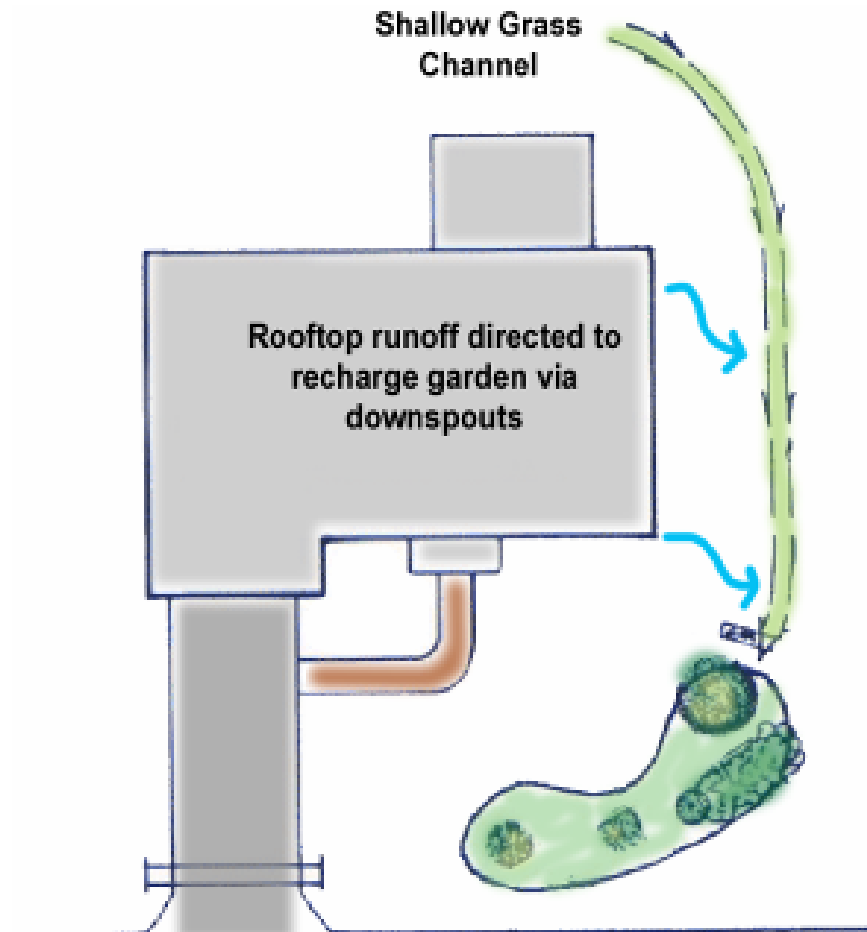 Shallow Grass
Channel
Rooftop runoff directed to
recharge garden via
downspouts